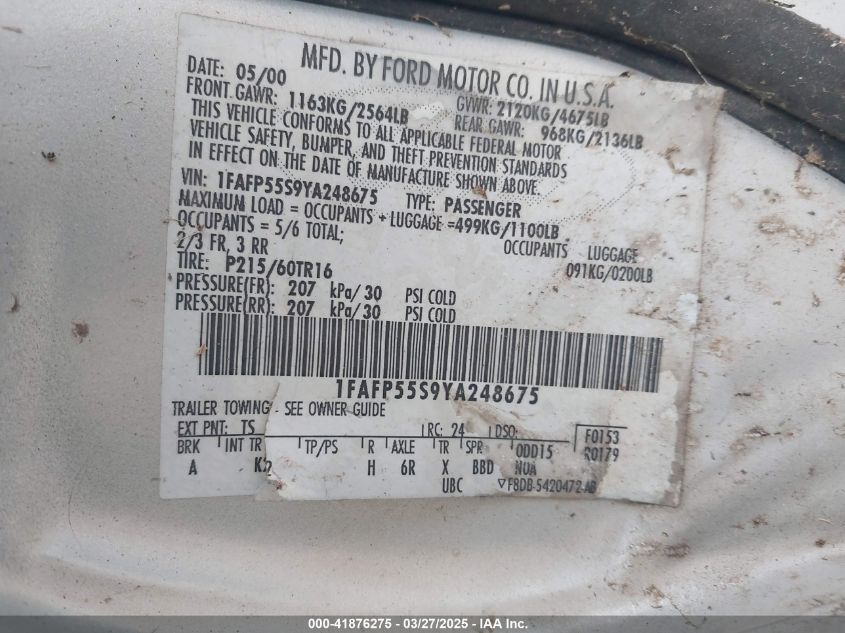 MFD. BY FORD MOTOR CO. IN U.S.A.
DATE: 05/00 GVWR: 2120KG/4675LB
FRONT GAWR: 1163KG/2564LB REAR GAWR: 968KG/2136LB
THIS VEHICLE CONFORMS TO ALL APPLICABLE FEDERAL MOTOR
VEHICLE SAFETY, BUMPER, AND THEFT PREVENTION STANDARDS
IN EFFECT ON THE DATE OF MANUFACTURE SHOWN ABOVE.
VIN: 1FAFP55S9YA248675 TYPE: PASSENGER
MAXIMUM LOAD = OCCUPANTS + LUGGAGE =499KG/1100LB
OCCUPANTS = 5/6 TOTAL; OCCUPANTS LUGGAGE
2/3 FR, 3 RR 091KG/0200LB
TIRE: P215/60TR16
PRESSURE(FR): 207 kPa/30 PSI COLD
PRESSURE(RR): 207 kPa/30 PSI COLD
1FAFP55S9YA248675
TRAILER TOWING - SEE OWNER GUIDE
EXT PNT: TS RC: 24 DSO: F0153
BRK INT TR TP/PS R AXLE TR SPR ODD15 R0179
A H 6R X BBD NUA
UBC ▽F8DB-5420472-AB
000-41876275 - 03/27/2025 - IAA Inc.